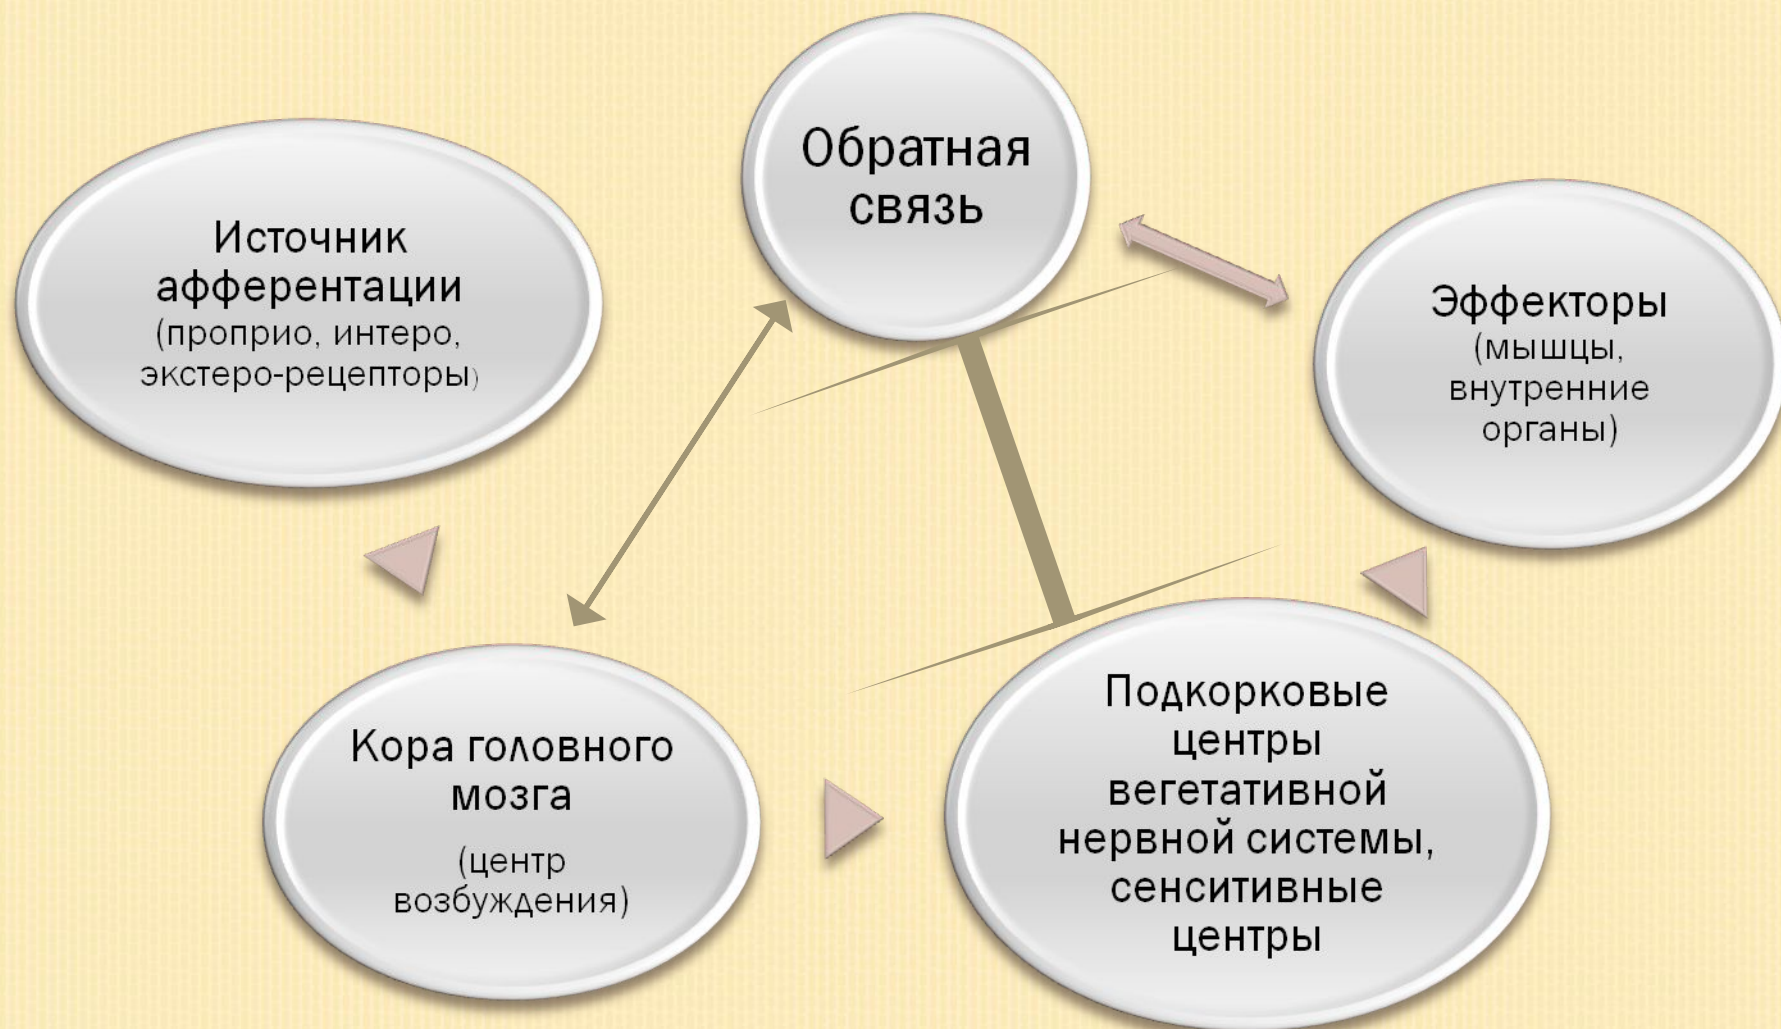 Обратная
связь
Источник
афферентации
(проприо, интеро,
экстеро-рецепторы)
Эффекторы
(мышцы,
внутренние
органы)
Кора головного
мозга
(центр
возбуждения)
Подкорковые
центры
вегетативной
нервной системы,
сенситивные
центры